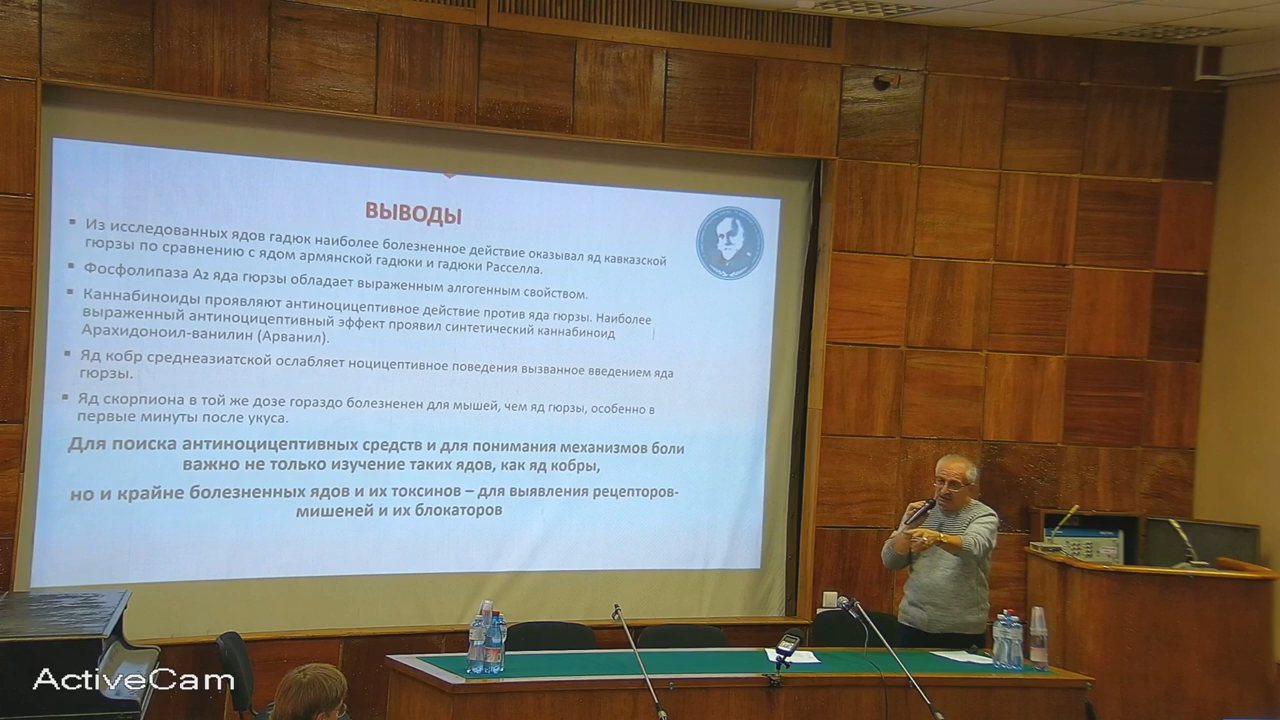 ВЫВОДЫ
Из исследованных ядов гадюк наиболее болезненное действие оказывал яд кавказской
гюрзы по сравнению с ядом армянской гадюки и гадюки Расселла.
Фосфолипаза А2 яда гюрзы обладает выраженным алгогенным свойством.
Каннабиноиды проявляют антиноцицептивное действие против яда гюрзы. Наиболее
выраженный антиноцицептивный эффект проявил синтетический каннабиноид
Арахидоноил-ванилин (Арванил).
Яд кобр среднеазиатской ослабляет ноцицептивное поведения вызванное введением яда
гюрзы.
Яд скорпиона в той же дозе гораздо болезненен для мышей, чем яд гюрзы, особенно в
первые минуты после укуса.
Для поиска антиноцицептивных средств и для понимания механизмов боли
важно не только изучение таких ядов, как яд кобры,
но и крайне болезненных ядов и их токсинов – для выявления рецепторов-
мишеней и их блокаторов
ActiveCam